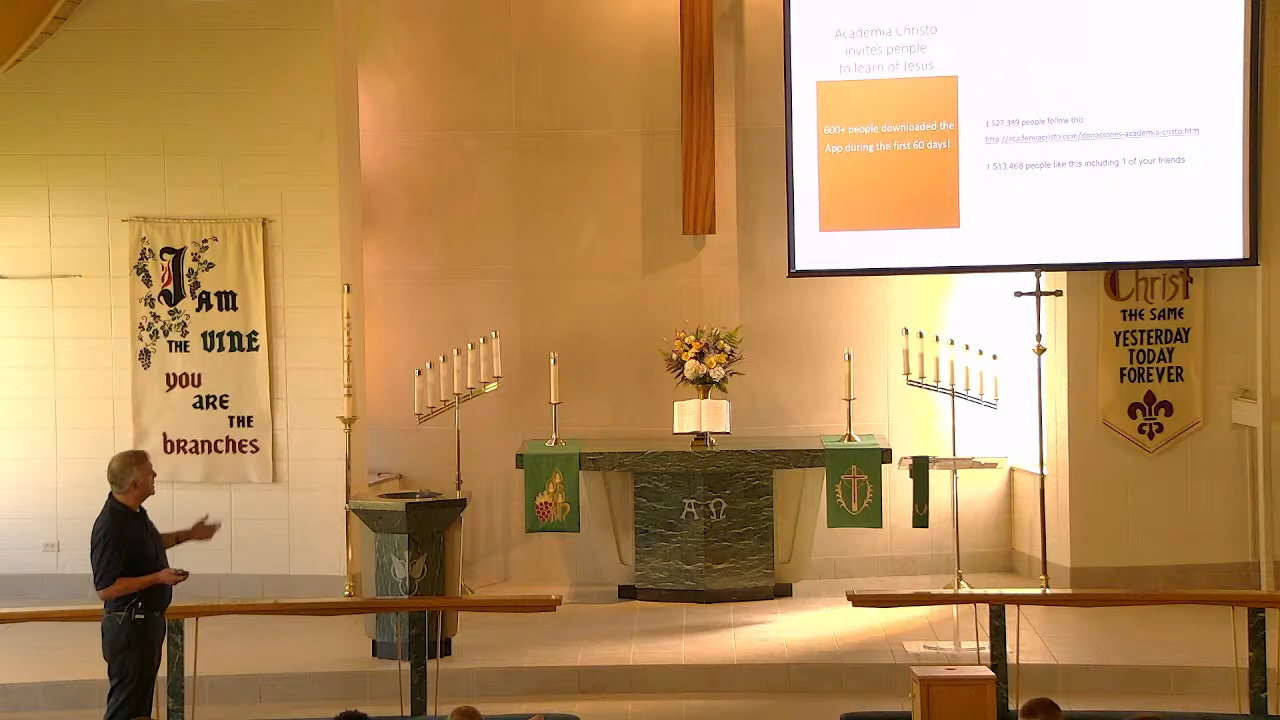 Academia Christo
invites people
to learn of Jesus...
600+ people downloaded the
App during the first 60 days!
1 527.389 people follow this
http://academiacristo.com/donaciones-academia-cristo.htm
1 513.468 people like this including 1 of your friends
I AM
THE VINE
you
ARE
THE
branches
Christ
THE SAME
YESTERDAY
TODAY
FOREVER
Α Ω